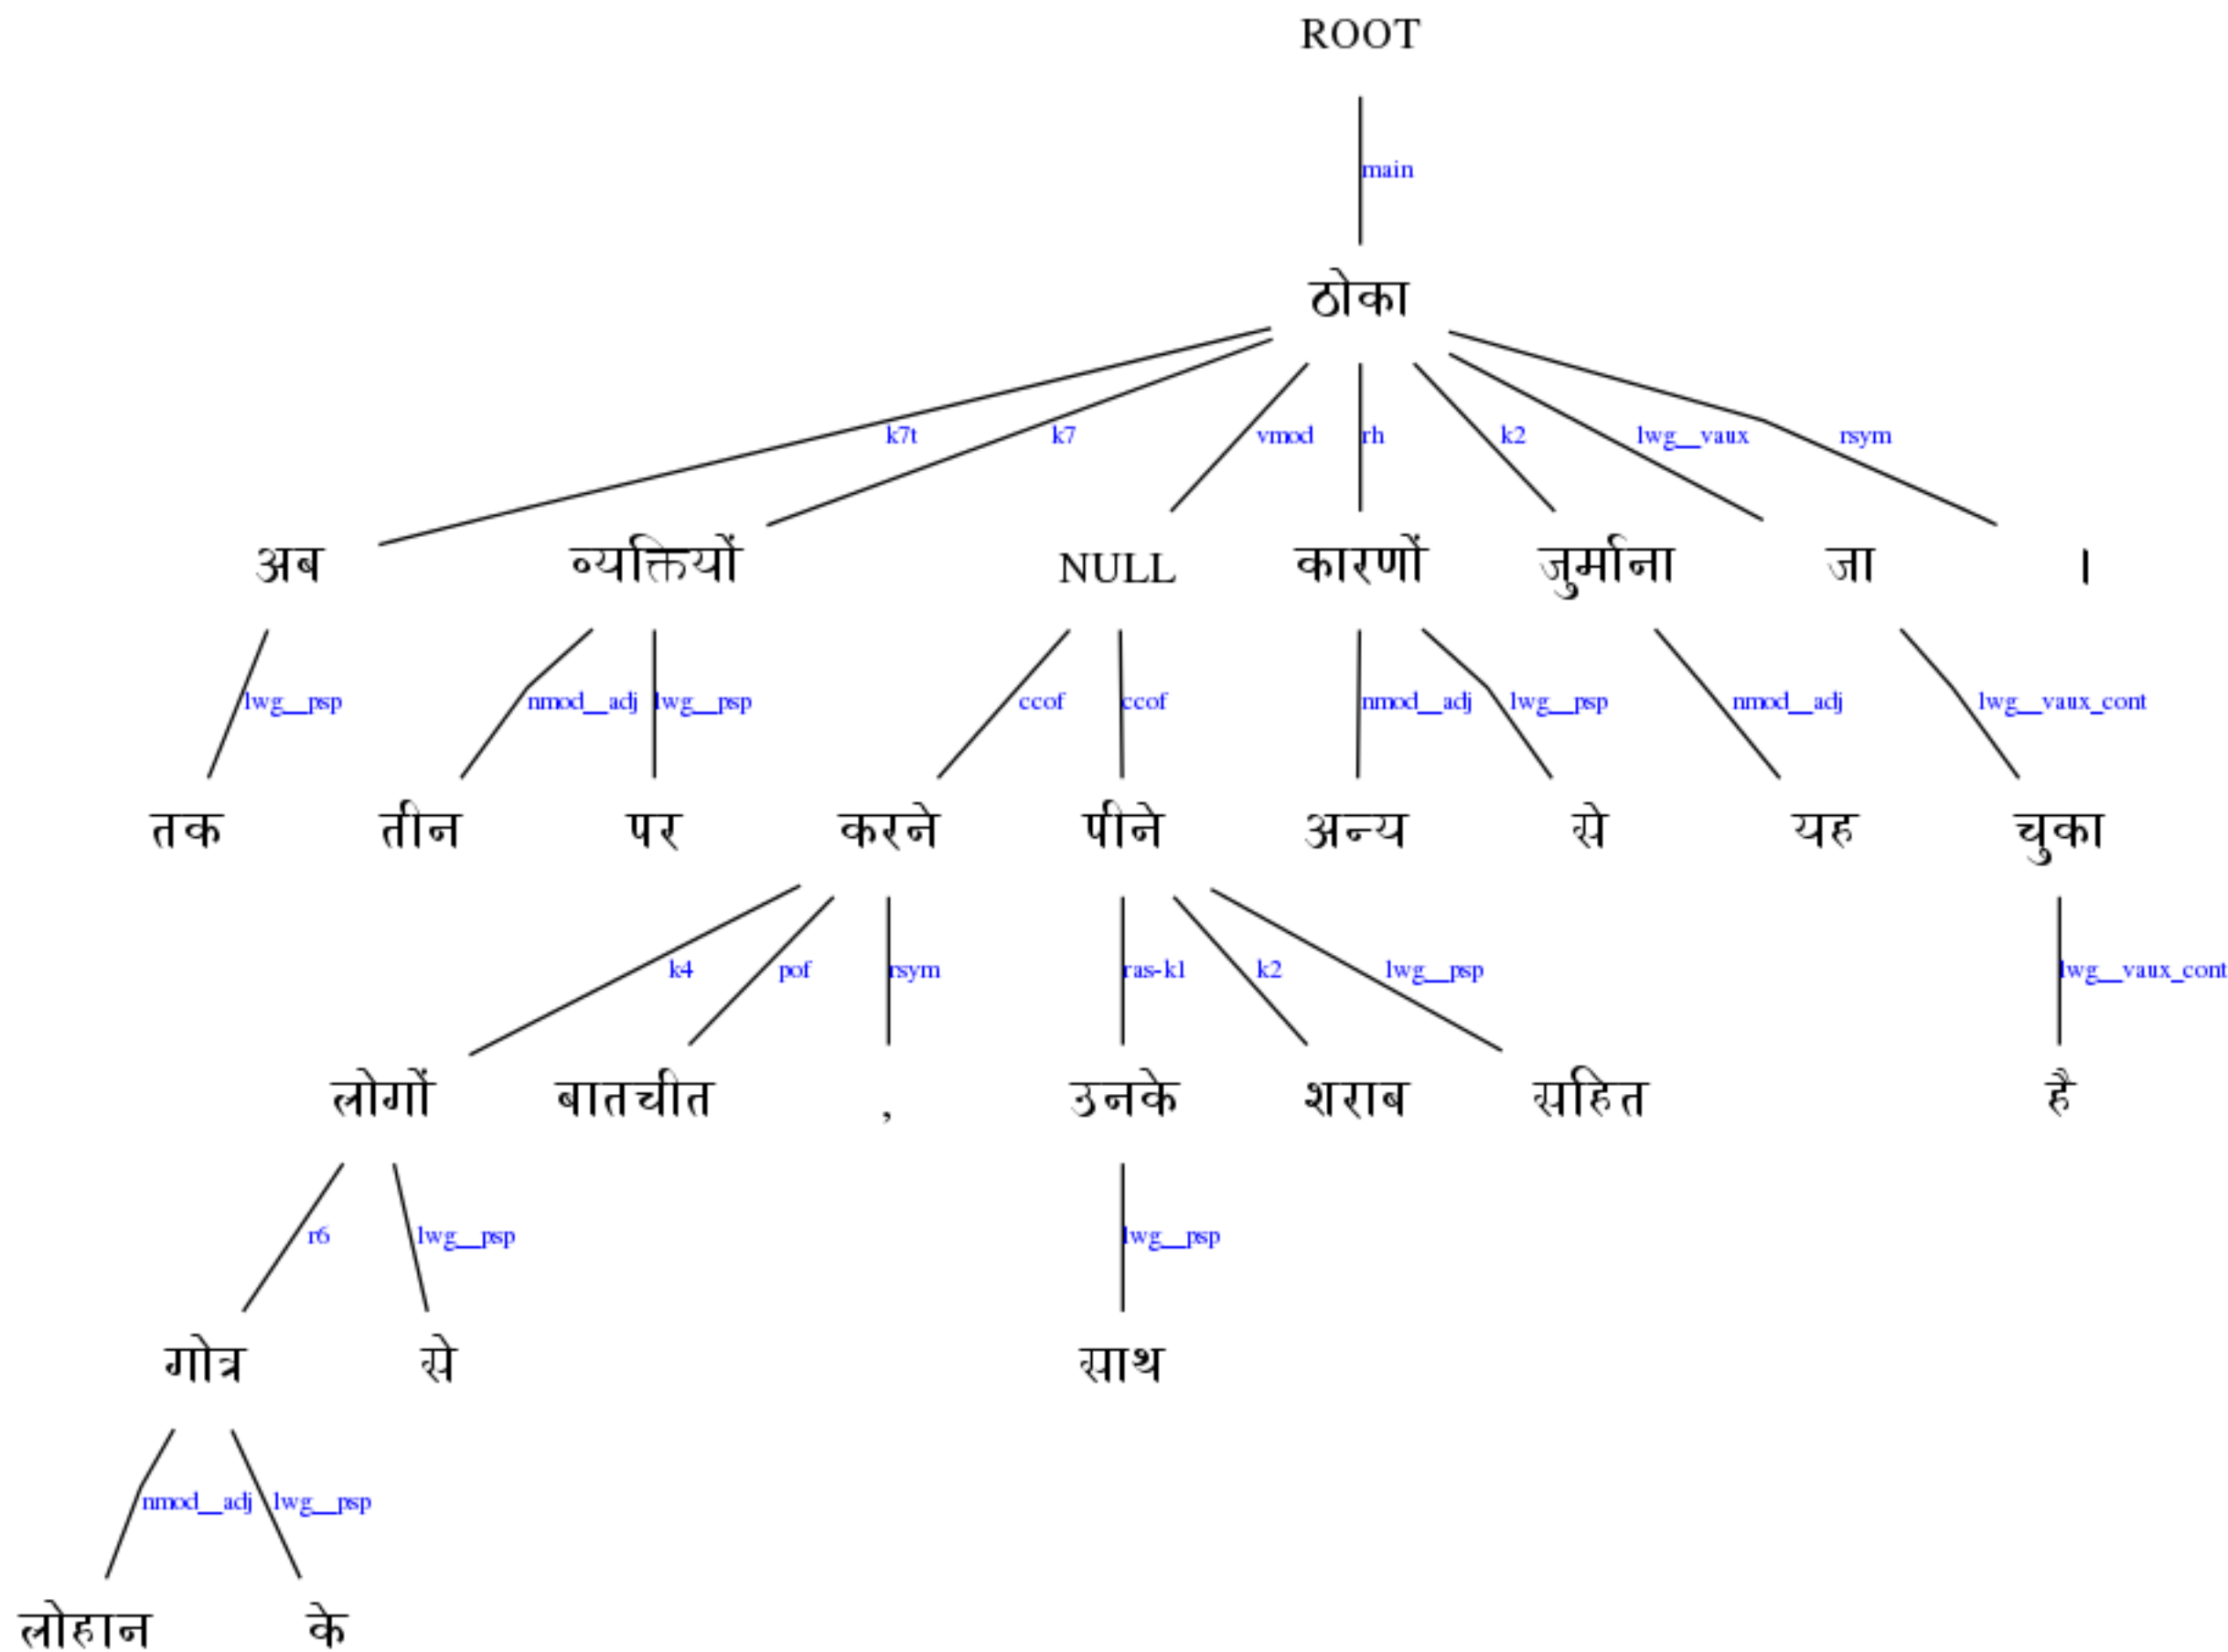 ROOT
main
ठोका
k7t k7 vmod rh k2 lwg__vaux rsym
अब व्यक्तियों NULL कारणों जुर्माना जा ।
lwg__psp nmod__adj lwg__psp ccof ccof nmod__adj lwg__psp nmod__adj lwg__vaux_cont
तक तीन पर करने पीने अन्य से यह चुका
k4 pof rsym ras-k1 k2 lwg__psp lwg__vaux_cont
लोगों बातचीत , उनके शराब सहित है
r6 lwg__psp lwg__psp
गोत्र से साथ
nmod__adj lwg__psp
लोहान के